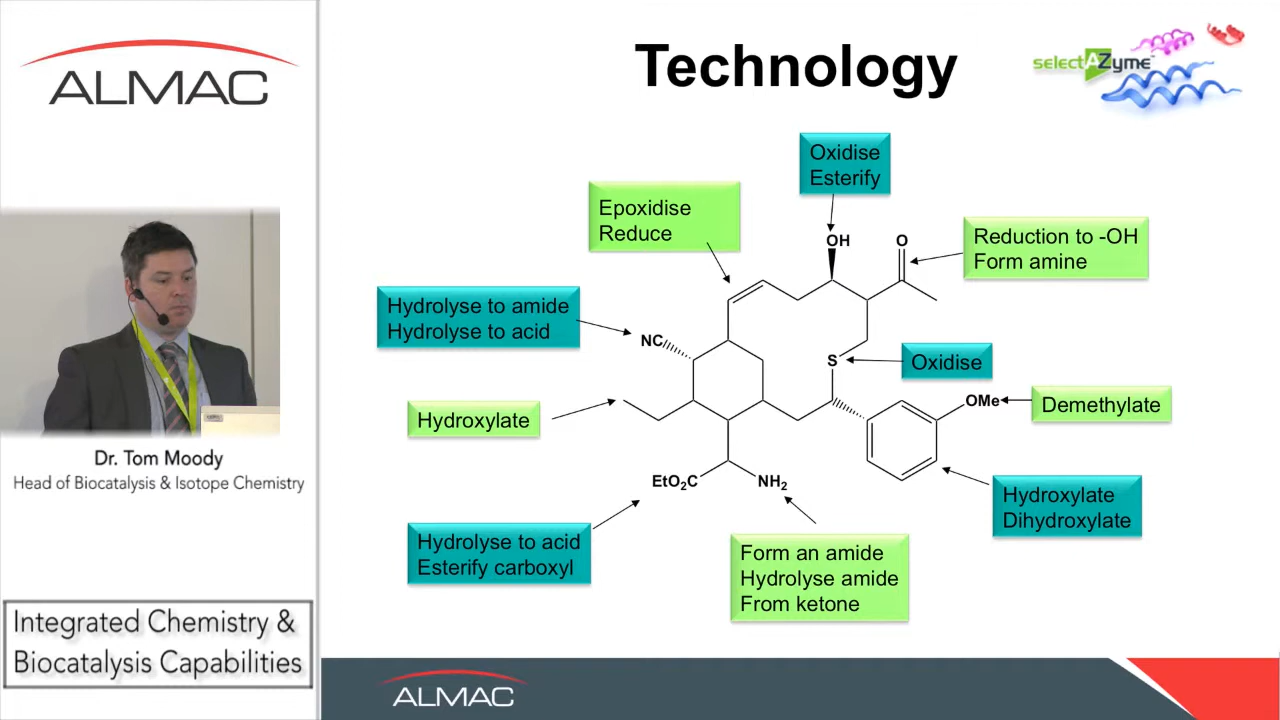 ALMAC
Technology
selectAZyme™
Oxidise
Esterify
Epoxidise
Reduce
OH
O
Reduction to -OH
Form amine
Hydrolyse to amide
Hydrolyse to acid
NC
S
Oxidise
OMe
Demethylate
Hydroxylate
EtO₂C
NH₂
Hydroxylate
Dihydroxylate
Hydrolyse to acid
Esterify carboxyl
Form an amide
Hydrolyse amide
From ketone
Dr. Tom Moody
Head of Biocatalysis & Isotope Chemistry
Integrated Chemistry &
Biocatalysis Capabilities
ALMAC